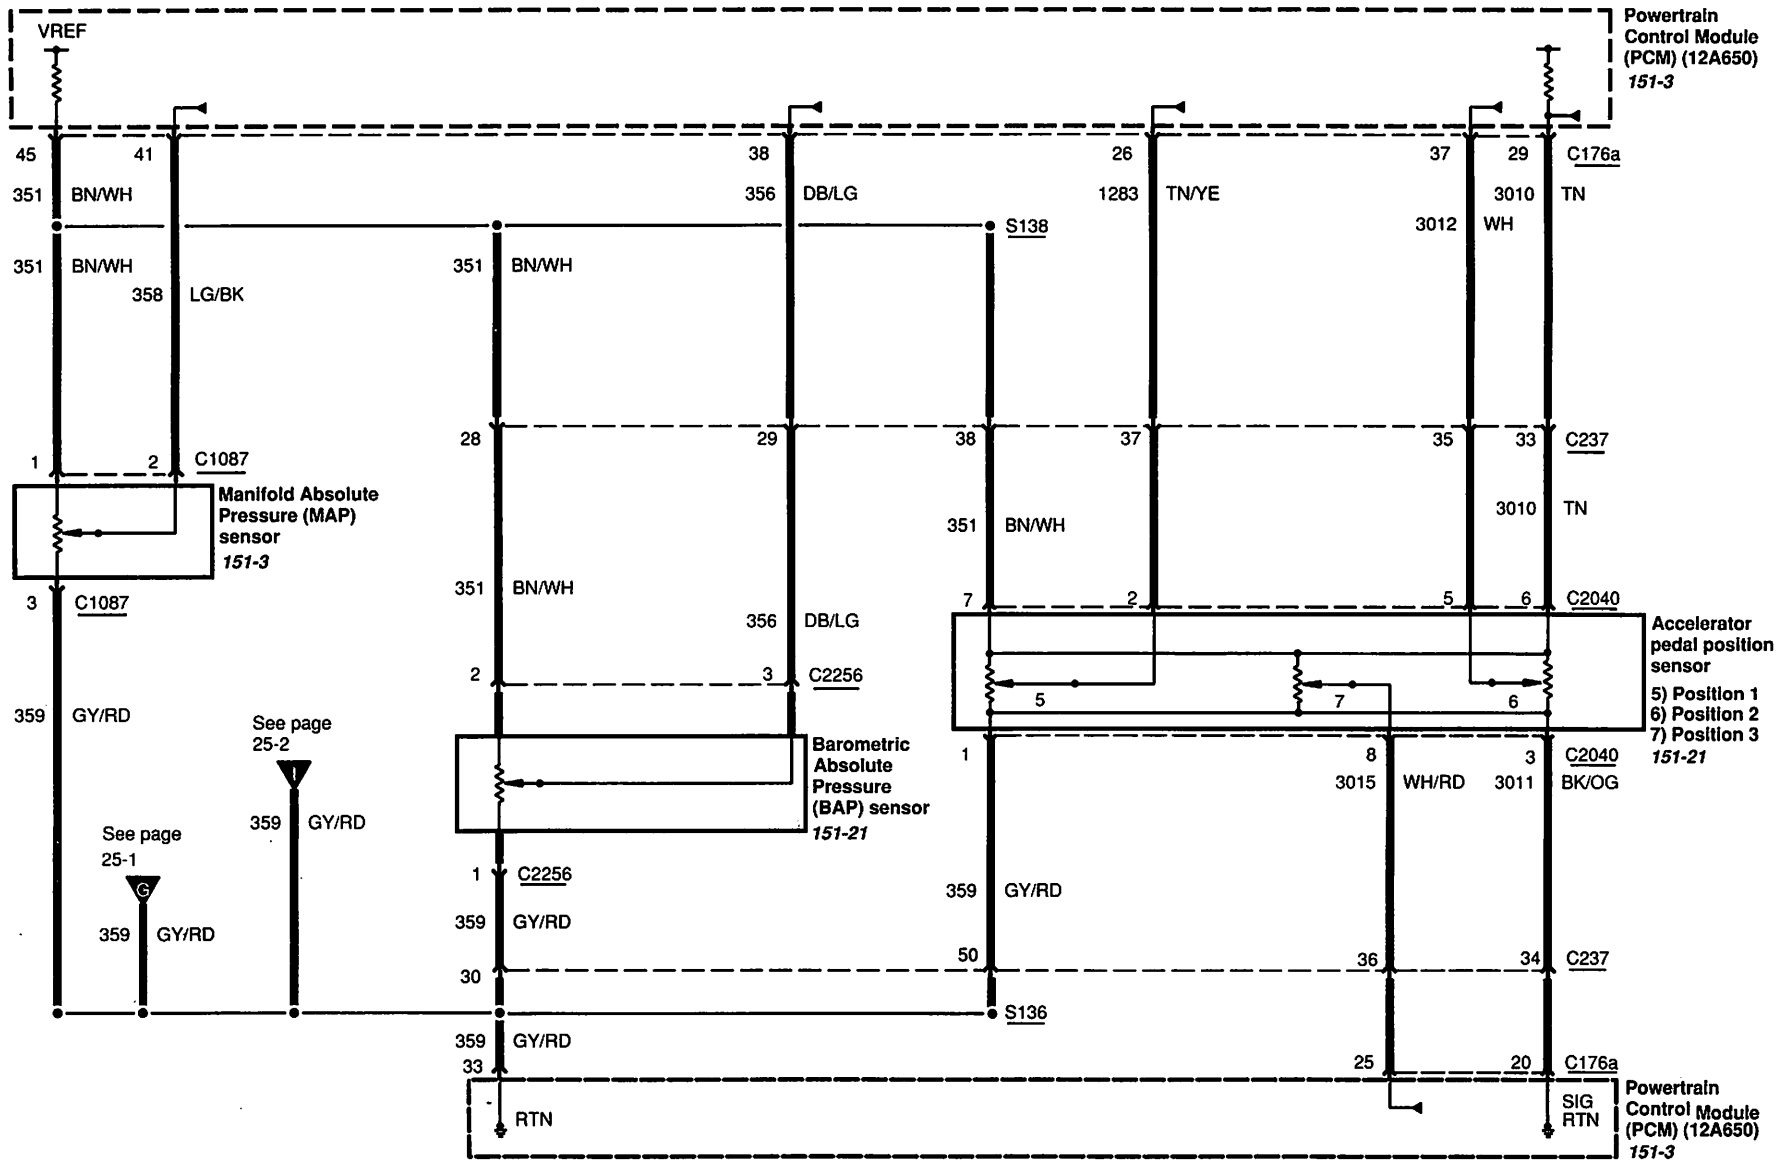 VREF
Powertrain
Control Module
(PCM) (12A650)
151-3
45 41 38 26 37 29 C176a
351 BN/WH 356 DB/LG 1283 TN/YE 3010 TN
3012 WH
S138
351 BN/WH 351 BN/WH
358 LG/BK
28 29 38 37 35 33 C237
1 2 C1087
Manifold Absolute
Pressure (MAP)
sensor
151-3
3010 TN
351 BN/WH
351 BN/WH
3 C1087
7 2 5 6 C2040
356 DB/LG
Accelerator
pedal position
sensor
5) Position 1
6) Position 2
7) Position 3
151-21
2 3 C2256
5 7 6
359 GY/RD
See page
25-2
I
Barometric
Absolute
Pressure
(BAP) sensor
151-21
1 8 3 C2040
3015 WH/RD 3011 BK/OG
359 GY/RD
See page
25-1
G
1 C2256
359 GY/RD
359 GY/RD
359 GY/RD
30 50 36 34 C237
S136
359 GY/RD
33 25 20 C176a
RTN
SIG
RTN
Powertrain
Control Module
(PCM) (12A650)
151-3